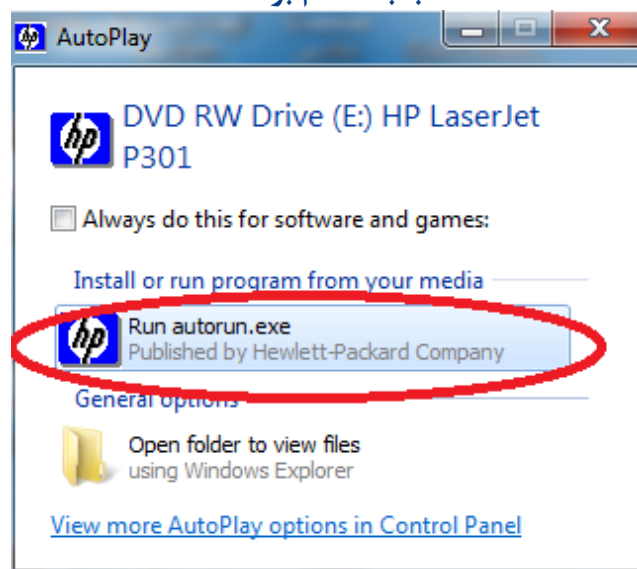 AutoPlay
DVD RW Drive (E:) HP LaserJet
P301
Always do this for software and games:
Install or run program from your media
hp
Run autorun.exe
Published by Hewlett-Packard Company
General options
Open folder to view files
using Windows Explorer
View more AutoPlay options in Control Panel